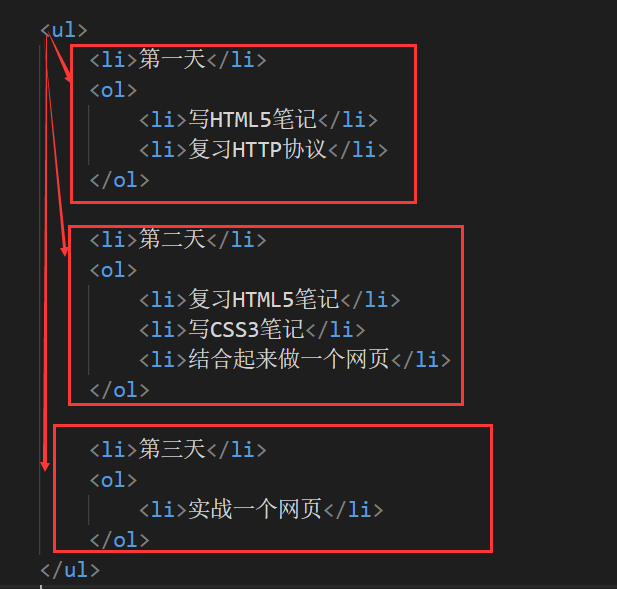 <ul>
<li>第一天</li>
<ol>
<li>写HTML5笔记</li>
<li>复习HTTP协议</li>
</ol>
<li>第二天</li>
<ol>
<li>复习HTML5笔记</li>
<li>写CSS3笔记</li>
<li>结合起来做一个网页</li>
</ol>
<li>第三天</li>
<ol>
<li>实战一个网页</li>
</ol>
</ul>